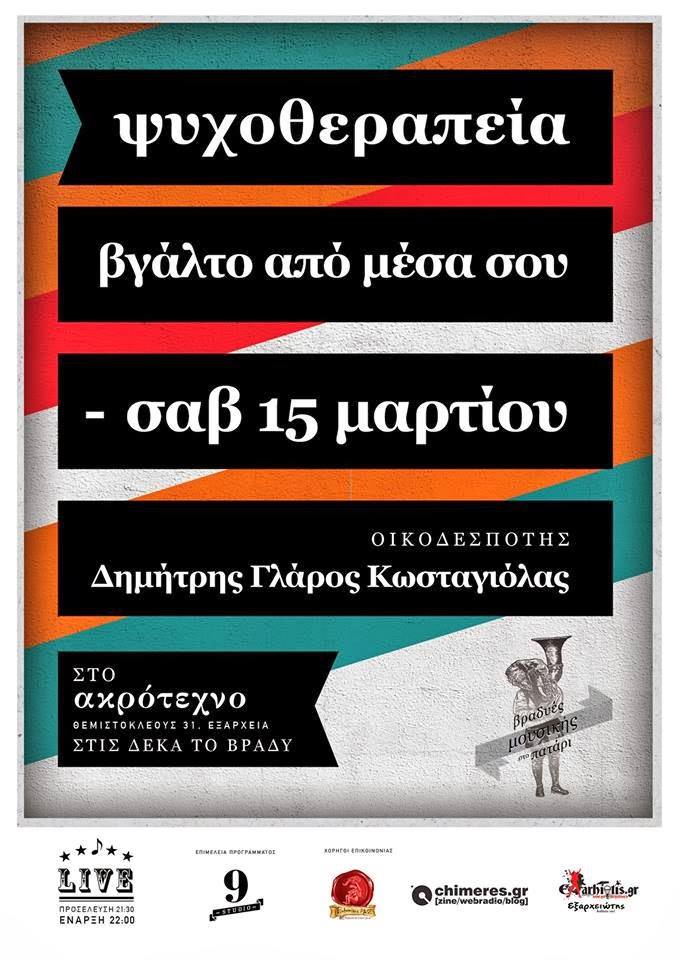 ψυχοθεραπεία
βγάλτο από μέσα σου
- σαβ 15 μαρτίου
ΟΙΚΟΔΕΣΠΟΤΗΣ
Δημήτρης Γλάρος Κωσταγιόλας
ΣΤΟ
ακρότεχνο
ΘΕΜΙΣΤΟΚΛΕΟΥΣ 31, ΕΞΑΡΧΕΙΑ
ΣΤΙΣ ΔΕΚΑ ΤΟ ΒΡΑΔΥ
βραδυές
μουσικής
στο πατάρι
LIVE
ΠΡΟΣΕΛΕΥΣΗ 21:30
ΕΝΑΡΞΗ 22:00
ΕΠΙΜΕΛΕΙΑ ΠΡΟΓΡΑΜΜΑΤΟΣ
9
STUDIO
ΧΟΡΗΓΟΙ ΕΠΙΚΟΙΝΩΝΙΑΣ
chimeres.gr
[zine/webradio/blog]
exarhiotis.gr
εξαρχειώτης